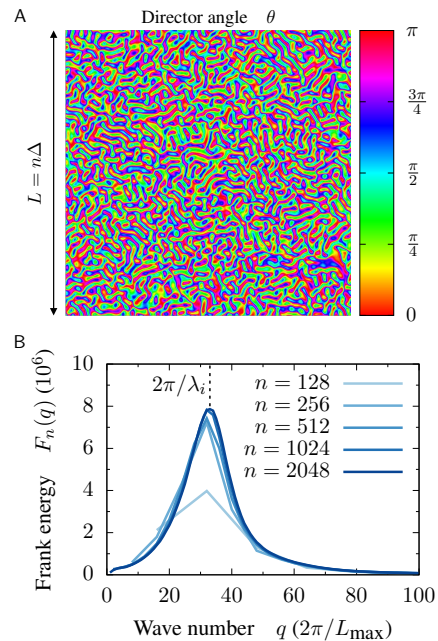 A
Director angle θ
L = nΔ
π
3π/4
π/2
π/4
0
B
Frank energy F_n(q) (10^6)
10
8
6
4
2
0
2π/λ_i
n = 128
n = 256
n = 512
n = 1024
n = 2048
0 20 40 60 80 100
Wave number q (2π/L_max)